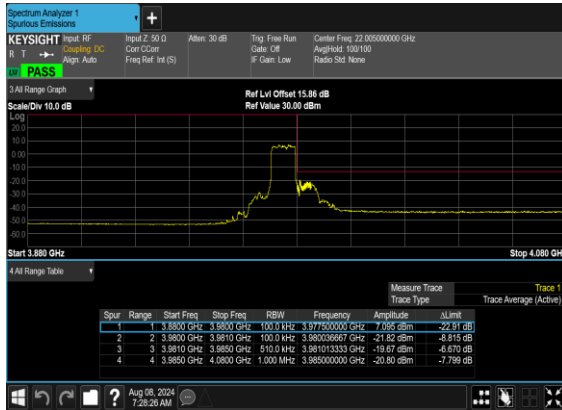 Spectrum Analyzer 1
Spurious Emissions
KEYSIGHT Input: RF Input Z: 50 Ω Atten: 30 dB Trig: Free Run Center Freq: 22.005000000 GHz
R T Coupling: DC Corr CCorr Gate: Off Avg|Hold: 100/100
Align: Auto Freq Ref: Int (S) IF Gain: Low Radio Std: None
PASS
3 All Range Graph
Ref Lvl Offset 15.86 dB
Scale/Div 10.0 dB Ref Value 30.00 dBm
Log
20.0
10.0
0.00
-10.0
-20.0
-30.0
-40.0
-50.0
-60.0
Start 3.880 GHz Stop 4.080 GHz
4 All Range Table
Measure Trace Trace 1
Trace Type Trace Average (Active)
Spur Range Start Freq Stop Freq RBW Frequency Amplitude ΔLimit
1 1 3.8800 GHz 3.9800 GHz 100.0 kHz 3.977500000 GHz 7.095 dBm -22.91 dB
2 2 3.9800 GHz 3.9810 GHz 100.0 kHz 3.980036667 GHz -21.82 dBm -8.815 dB
3 3 3.9810 GHz 3.9850 GHz 510.0 kHz 3.981013333 GHz -19.67 dBm -6.670 dB
4 4 3.9850 GHz 4.0800 GHz 1.000 MHz 3.985000000 GHz -20.80 dBm -7.799 dB
? Aug 08, 2024
7:28:26 AM